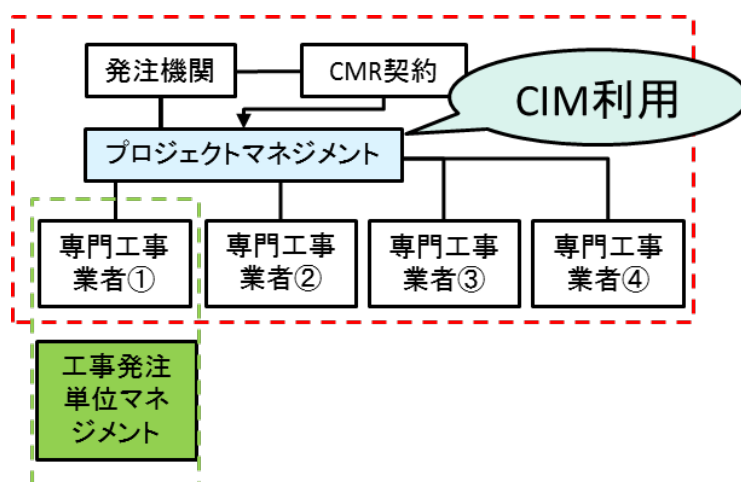 発注機関
CMR契約
CIM利用
プロジェクトマネジメント
専門工事
業者①
専門工事
業者②
専門工事
業者③
専門工事
業者④
工事発注
単位マネ
ジメント